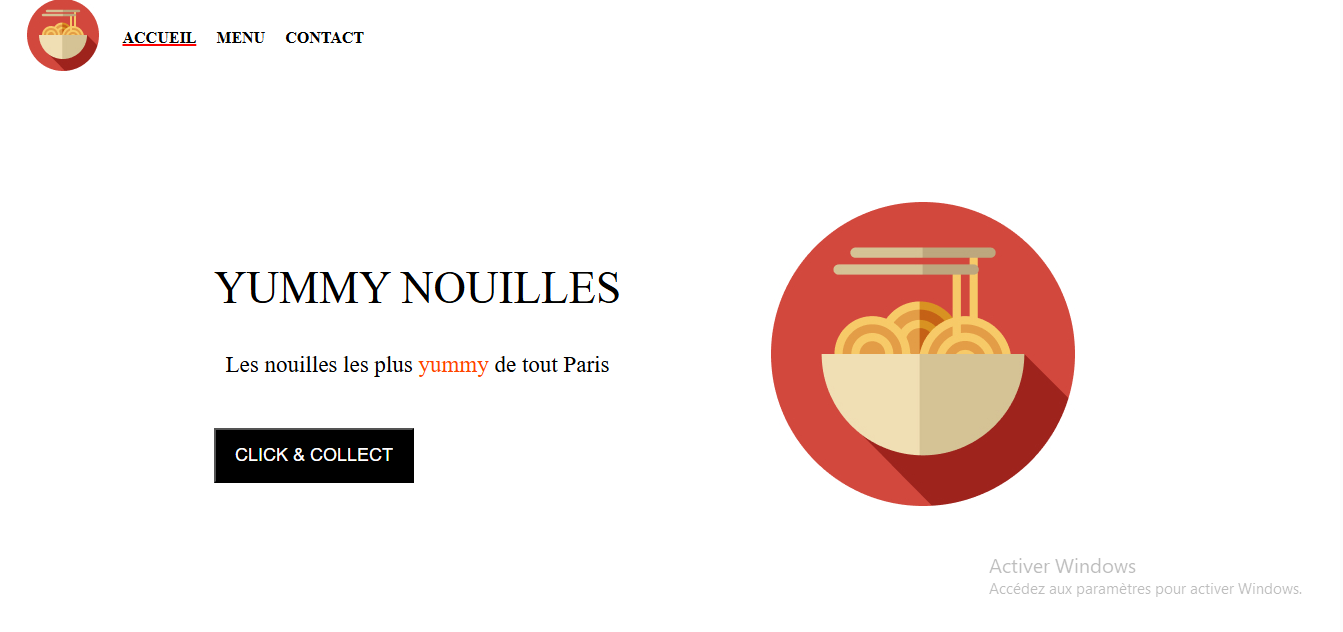 ACCUEIL MENU CONTACT
YUMMY NOUILLES
Les nouilles les plus yummy de tout Paris
CLICK & COLLECT
Activer Windows
Accédez aux paramètres pour activer Windows.